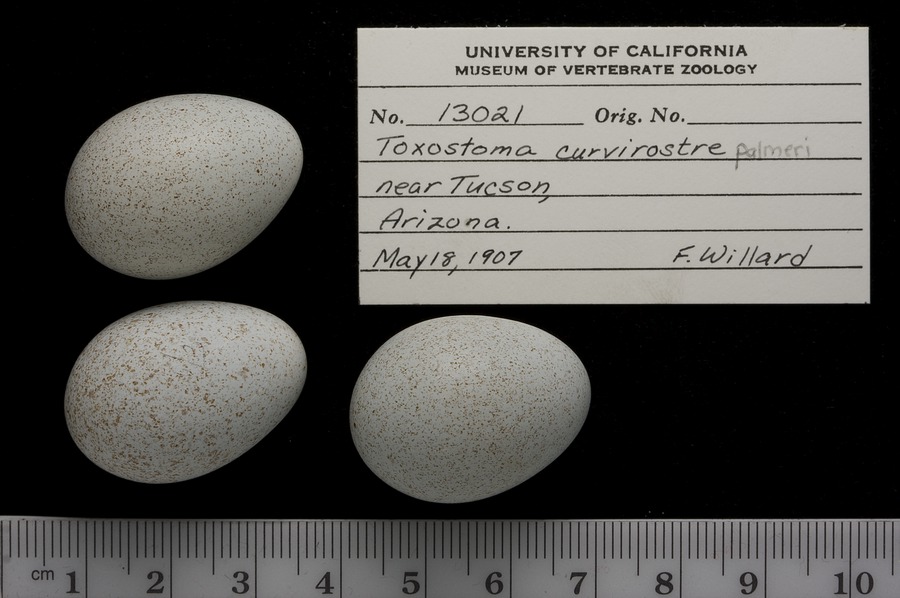 UNIVERSITY OF CALIFORNIA
MUSEUM OF VERTEBRATE ZOOLOGY
No. 13021 Orig. No.
Toxostoma curvirostre palmeri
near Tucson,
Arizona.
May 18, 1907 F. Willard
cm 1 2 3 4 5 6 7 8 9 10